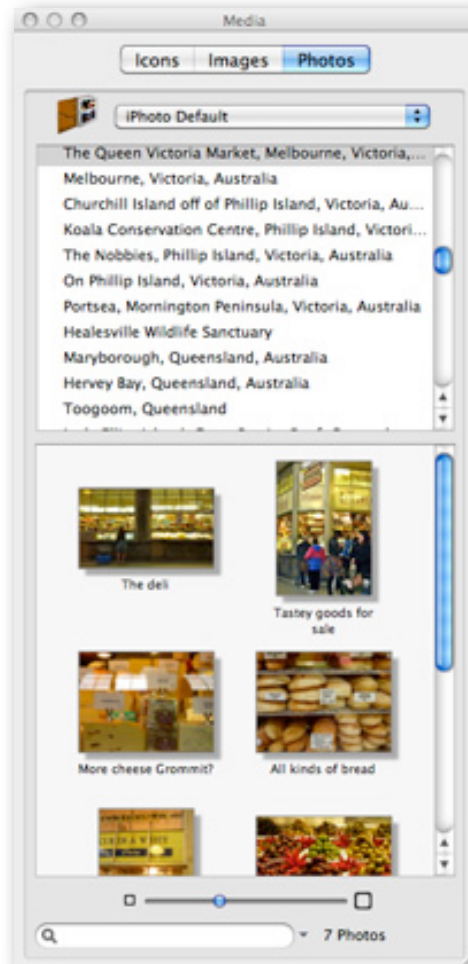 Media
Icons Images Photos
iPhoto Default
The Queen Victoria Market, Melbourne, Victoria,...
Melbourne, Victoria, Australia
Churchill Island off of Phillip Island, Victoria, Au...
Koala Conservation Centre, Phillip Island, Victori...
The Nobbies, Phillip Island, Victoria, Australia
On Phillip Island, Victoria, Australia
Portsea, Mornington Peninsula, Victoria, Australia
Healesville Wildlife Sanctuary
Maryborough, Queensland, Australia
Hervey Bay, Queensland, Australia
Toogoom, Queensland
The deli
Tastey goods for
sale
More cheese Grommit?
All kinds of bread
7 Photos